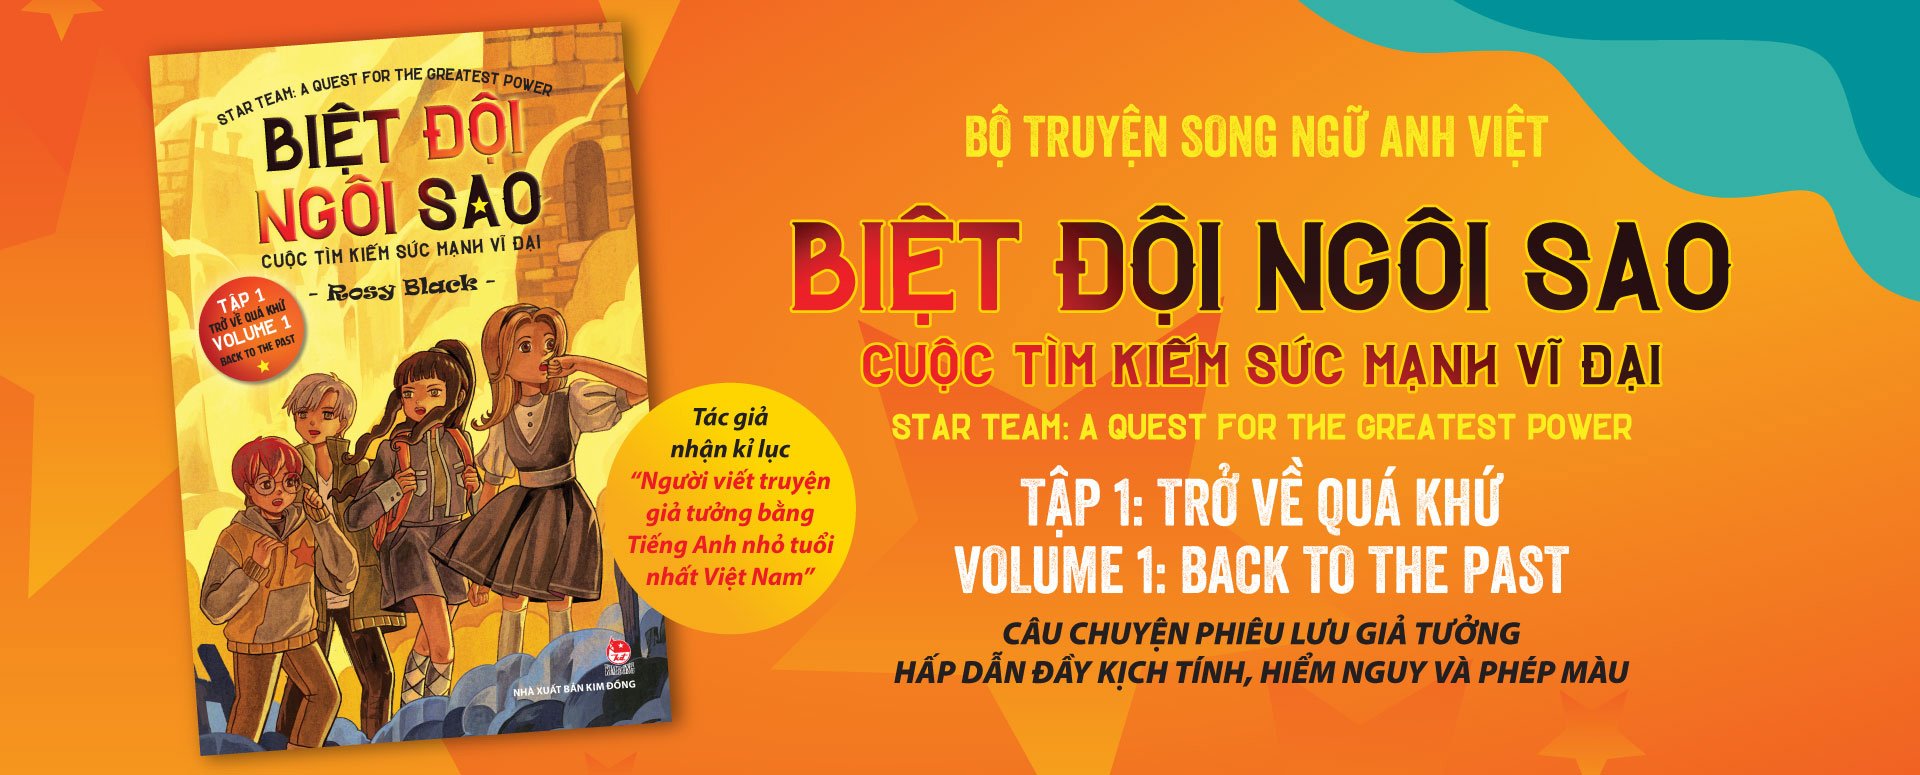 STAR TEAM: A QUEST FOR THE GREATEST POWER
BIỆT ĐỘI
NGÔI SAO
CUỘC TÌM KIẾM SỨC MẠNH VĨ ĐẠI
- Rosy Black -
TẬP 1
TRỞ VỀ QUÁ KHỨ
VOLUME 1
BACK TO THE PAST
KIM ĐỒNG
NHÀ XUẤT BẢN KIM ĐỒNG
Tác giả
nhận kỉ lục
“Người viết truyện
giả tưởng bằng
Tiếng Anh nhỏ tuổi
nhất Việt Nam”
BỘ TRUYỆN SONG NGỮ ANH VIỆT
BIỆT ĐỘI NGÔI SAO
CUỘC TÌM KIẾM SỨC MẠNH VĨ ĐẠI
STAR TEAM: A QUEST FOR THE GREATEST POWER
TẬP 1: TRỞ VỀ QUÁ KHỨ
VOLUME 1: BACK TO THE PAST
CÂU CHUYỆN PHIÊU LƯU GIẢ TƯỞNG
HẤP DẪN ĐẦY KỊCH TÍNH, HIỂM NGUY VÀ PHÉP MÀU